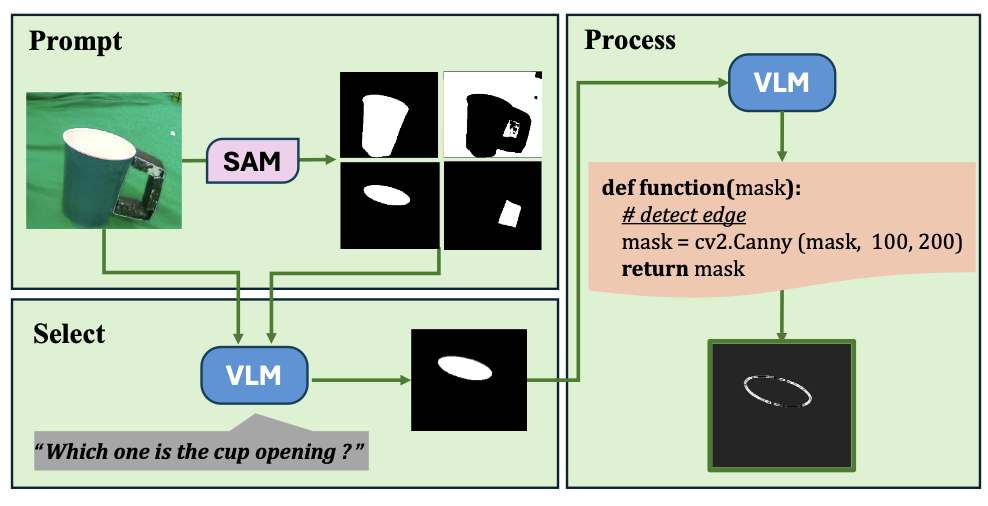 Prompt
SAM
Select
VLM
“Which one is the cup opening ?”
Process
VLM
def function(mask):
# detect edge
mask = cv2.Canny (mask, 100, 200)
return mask